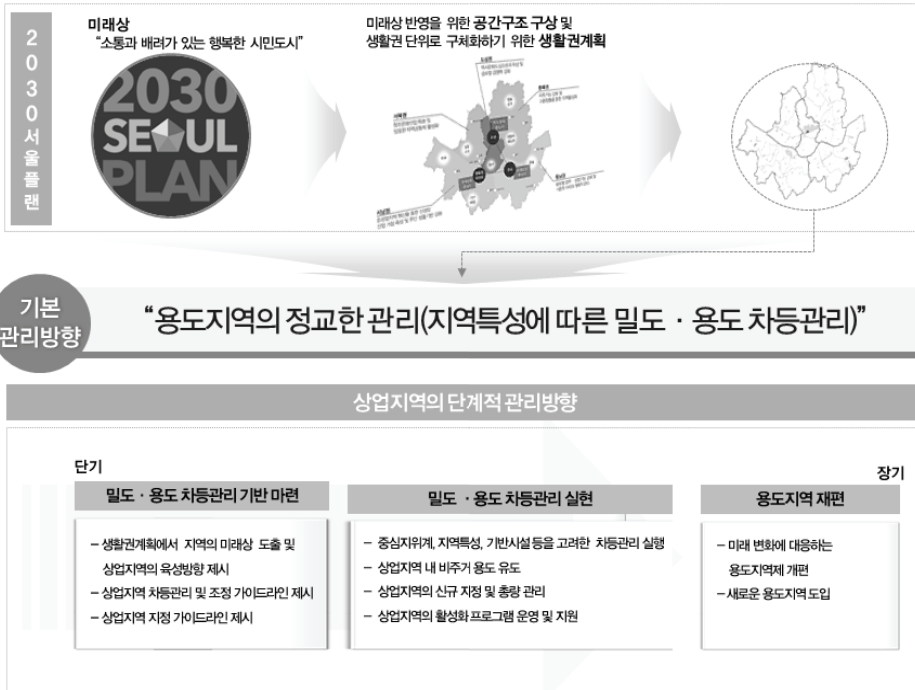 2030서울플랜
미래상
“소통과 배려가 있는 행복한 시민도시”
2030
SEOUL
PLAN
미래상 반영을 위한 공간구조 구상 및
생활권 단위로 구체화하기 위한 생활권계획
도심권
서북권
동북권
서남권
동남권
기본
관리방향
“용도지역의 정교한 관리(지역특성에 따른 밀도 · 용도 차등관리)”
상업지역의 단계적 관리방향
단기
장기
밀도 · 용도 차등관리 기반 마련
– 생활권계획에서 지역의 미래상 도출 및
상업지역의 육성방향 제시
– 상업지역 차등관리 및 조정 가이드라인 제시
– 상업지역 지정 가이드라인 제시
밀도 · 용도 차등관리 실현
– 중심지위계, 지역특성, 기반시설 등을 고려한 차등관리 실행
– 상업지역 내 비주거 용도 유도
– 상업지역의 신규 지정 및 총량 관리
– 상업지역의 활성화 프로그램 운영 및 지원
용도지역 재편
– 미래 변화에 대응하는
용도지역제 개편
– 새로운 용도지역 도입